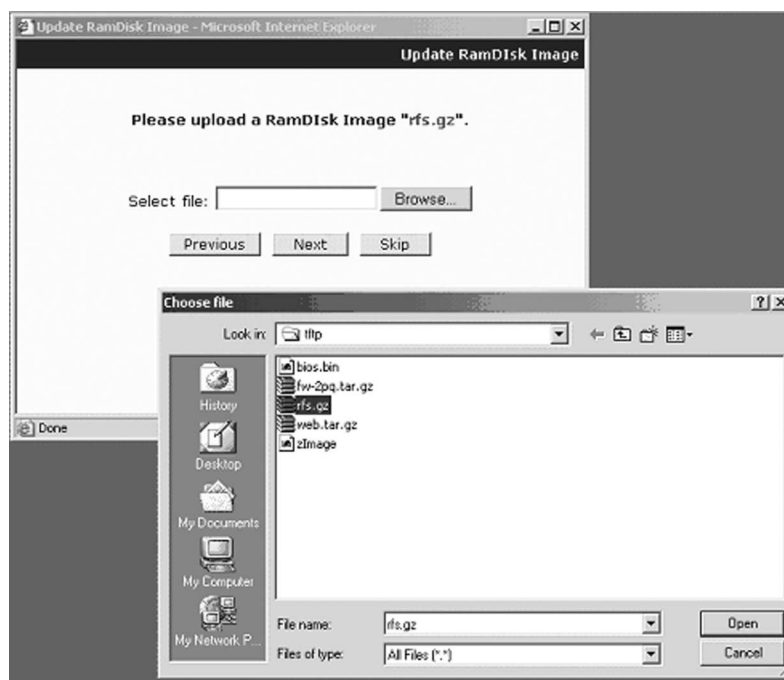 Update RamDisk Image - Microsoft Internet Explorer
Update RamDIsk Image
Please upload a RamDIsk Image "rfs.gz".
Select file:
Browse...
Previous
Next
Skip
Done
Choose file
Look in:
tftp
History
Desktop
My Documents
My Computer
My Network P...
bios.bin
fw-2pq.tar.gz
rfs.gz
web.tar.gz
zImage
File name:
rfs.gz
Open
Files of type:
All Files (*.*)
Cancel